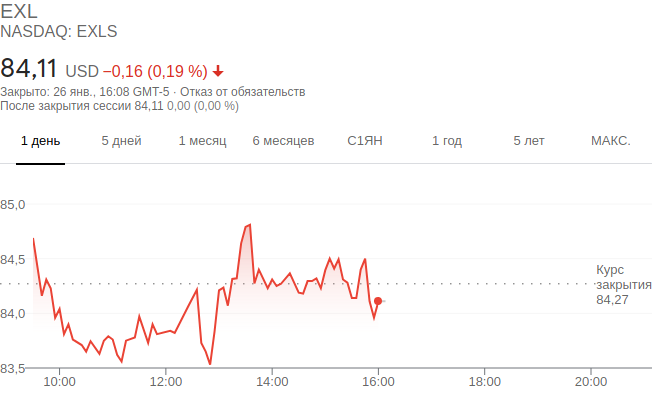 EXL
NASDAQ: EXLS
84,11 USD −0,16 (0,19 %)
Закрыто: 26 янв., 16:08 GMT-5 · Отказ от обязательств
После закрытия сессии 84,11 0,00 (0,00 %)
1 день 5 дней 1 месяц 6 месяцев С1ЯН 1 год 5 лет МАКС.
85,0
84,5
Курс
закрытия
84,27
84,0
83,5
10:00 12:00 14:00 16:00 18:00 20:00